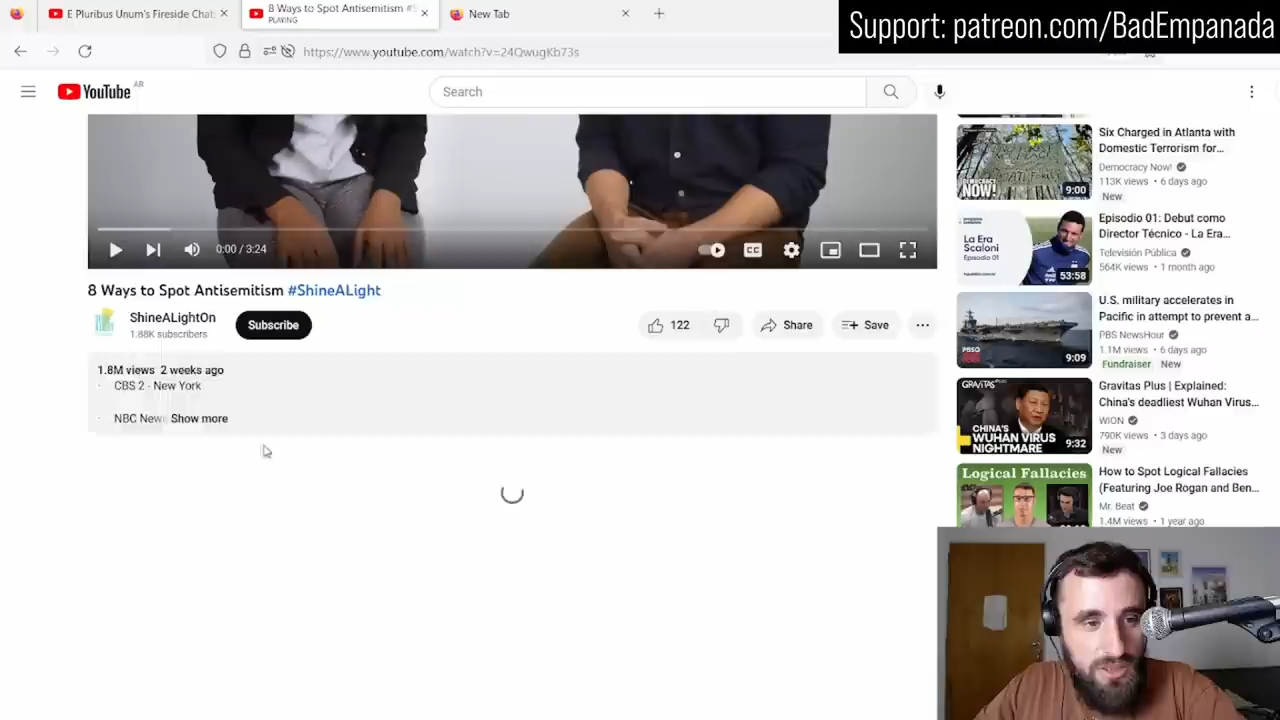 E Pluribus Unum's Fireside Chat
8 Ways to Spot Antisemitism #S
PLAYING
New Tab
Support: patreon.com/BadEmpanada
https://www.youtube.com/watch?v=24QwugKb73s
YouTube AR
Search
0:00 / 3:24
CC
8 Ways to Spot Antisemitism #ShineALight
ShineALightOn
1.88K subscribers
Subscribe
122
Share
Save
1.8M views 2 weeks ago
CBS 2 - New York
NBC New
Show more
DEMOCRACY NOW!
9:00
Six Charged in Atlanta with
Domestic Terrorism for...
Democracy Now!
113K views • 6 days ago
New
La Era
Scaloni
Episodio 01
53:58
Episodio 01: Debut como
Director Técnico - La Era...
Televisión Pública
564K views • 1 month ago
9:09
U.S. military accelerates in
Pacific in attempt to prevent a...
PBS NewsHour
1.1M views • 6 days ago
Fundraiser New
GRAVITAS
CHINA'S
WUHAN VIRUS
NIGHTMARE
9:32
Gravitas Plus | Explained:
China's deadliest Wuhan Virus...
WION
790K views • 3 days ago
New
Logical Fallacies
How to Spot Logical Fallacies
(Featuring Joe Rogan and Ben...
Mr. Beat
1.4M views • 1 year ago